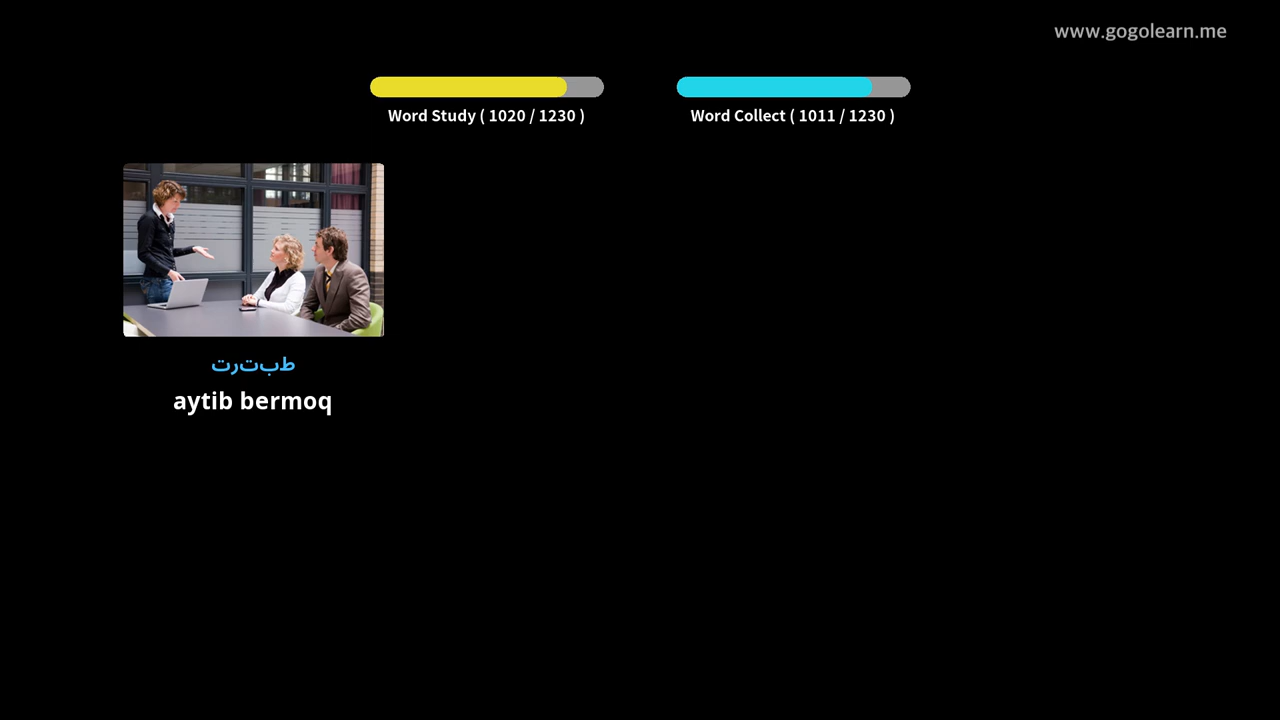 www.gogolearn.me
Word Study ( 1020 / 1230 )
Word Collect ( 1011 / 1230 )
طبترت
aytib bermoq